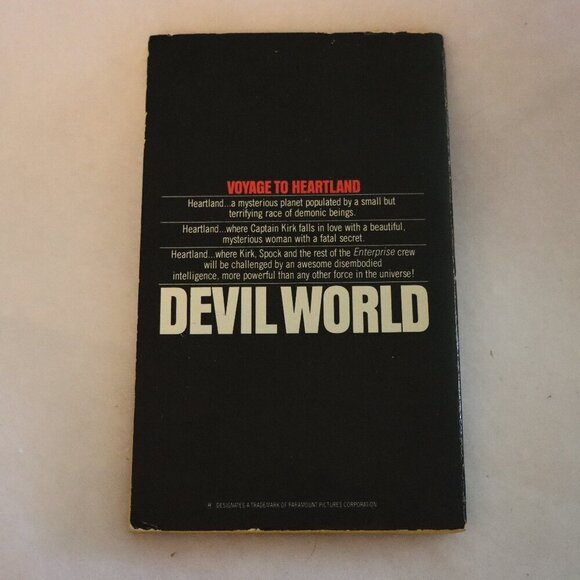 VOYAGE TO HEARTLAND
Heartland...a mysterious planet populated by a small but
terrifying race of demonic beings.
Heartland...where Captain Kirk falls in love with a beautiful,
mysterious woman with a fatal secret.
Heartland...where Kirk, Spock and the rest of the Enterprise crew
will be challenged by an awesome disembodied
intelligence, more powerful than any other force in the universe!
DEVIL WORLD
DESIGNATES A TRADEMARK OF PARAMOUNT PICTURES CORPORATION